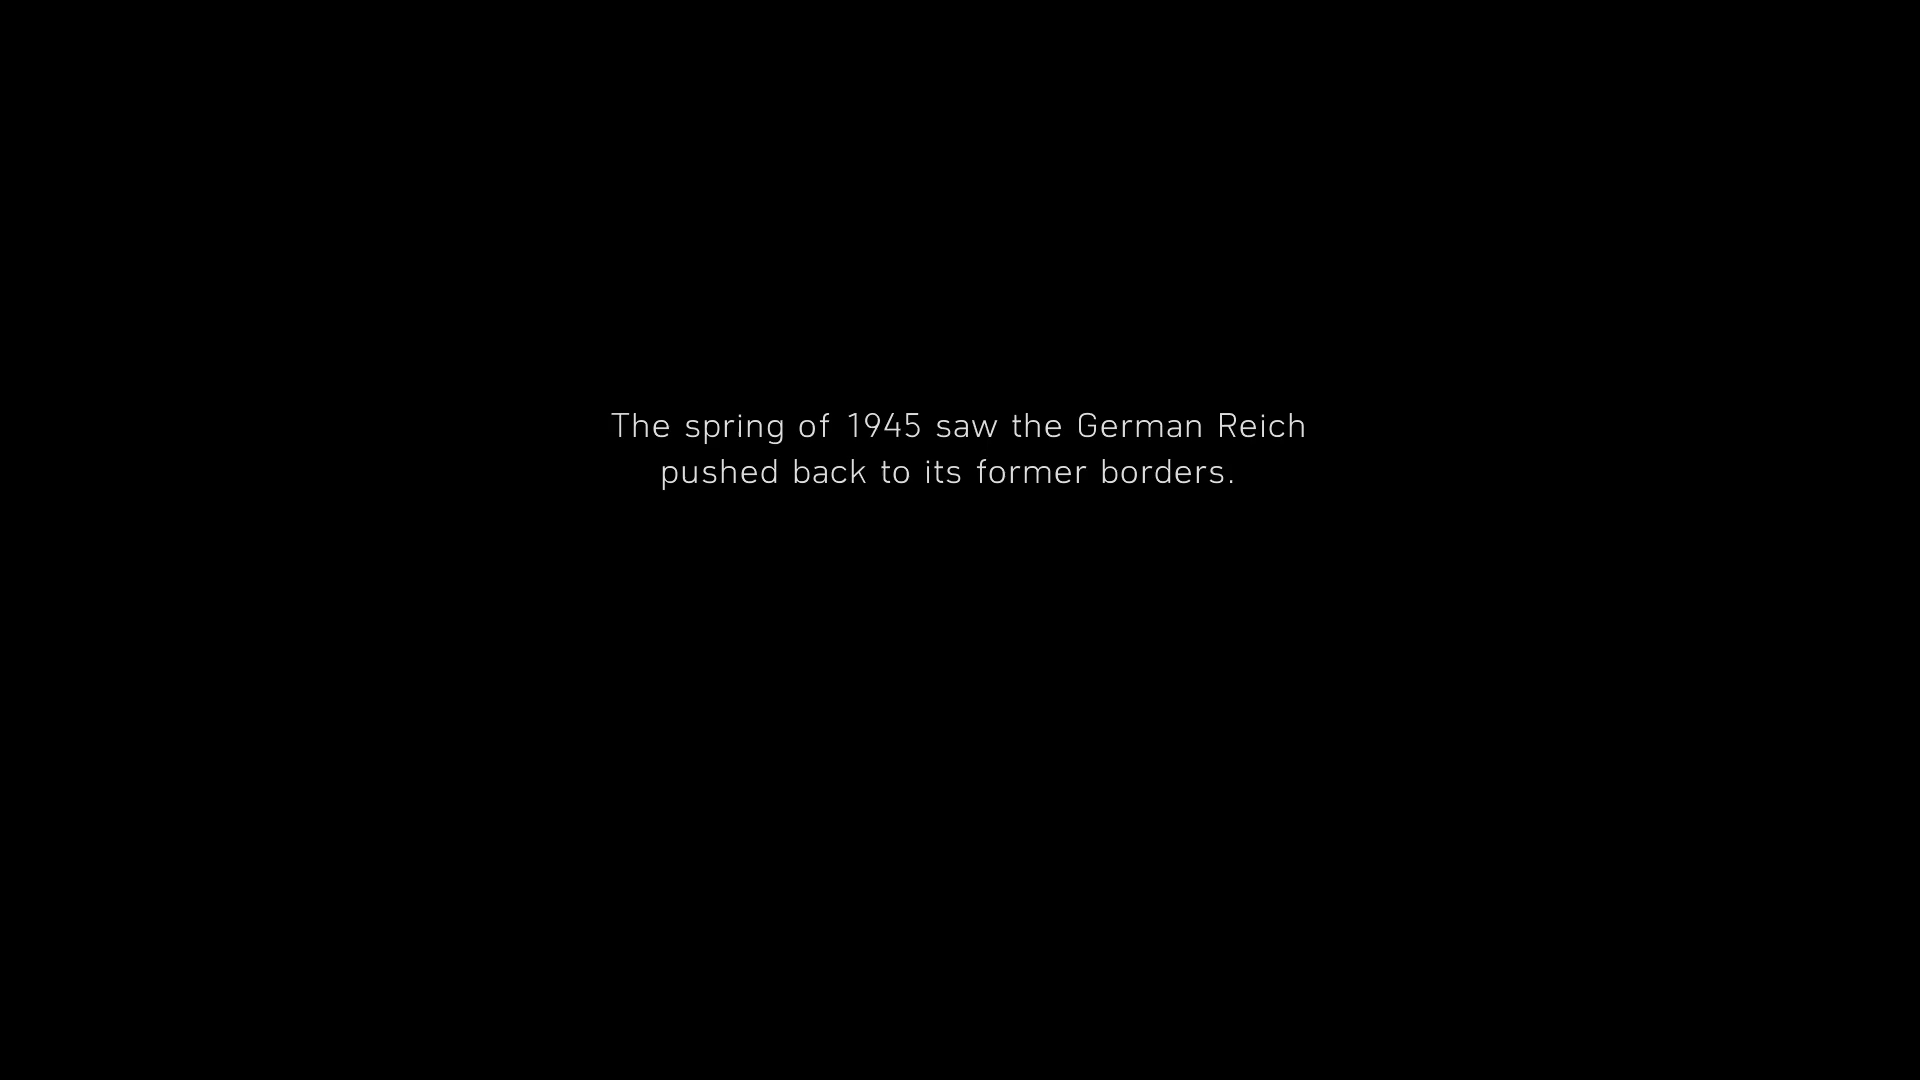 The spring of 1945 saw the German Reich
pushed back to its former borders.